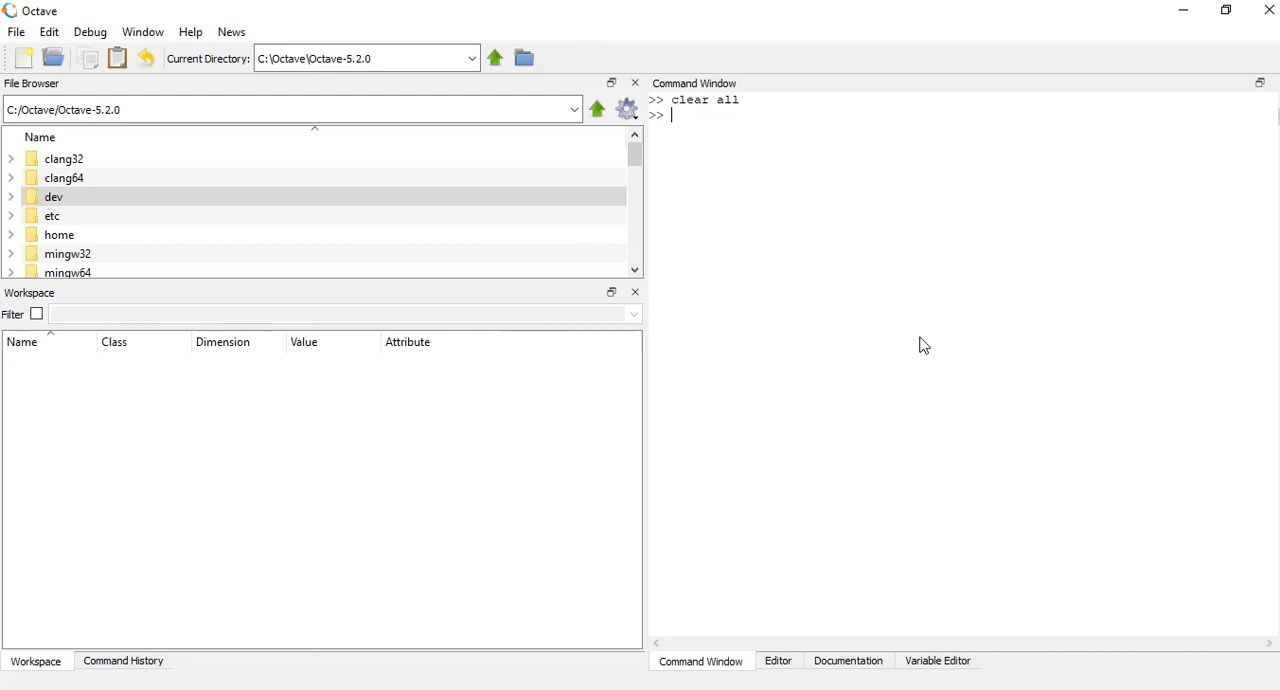 Octave
File Edit Debug Window Help News
Current Directory: C:\Octave\Octave-5.2.0
File Browser
C:/Octave/Octave-5.2.0
Name
clang32
clang64
dev
etc
home
mingw32
mingw64
Workspace
Filter
Name Class Dimension Value Attribute
Workspace Command History
Command Window
>> clear all
>>
Command Window Editor Documentation Variable Editor